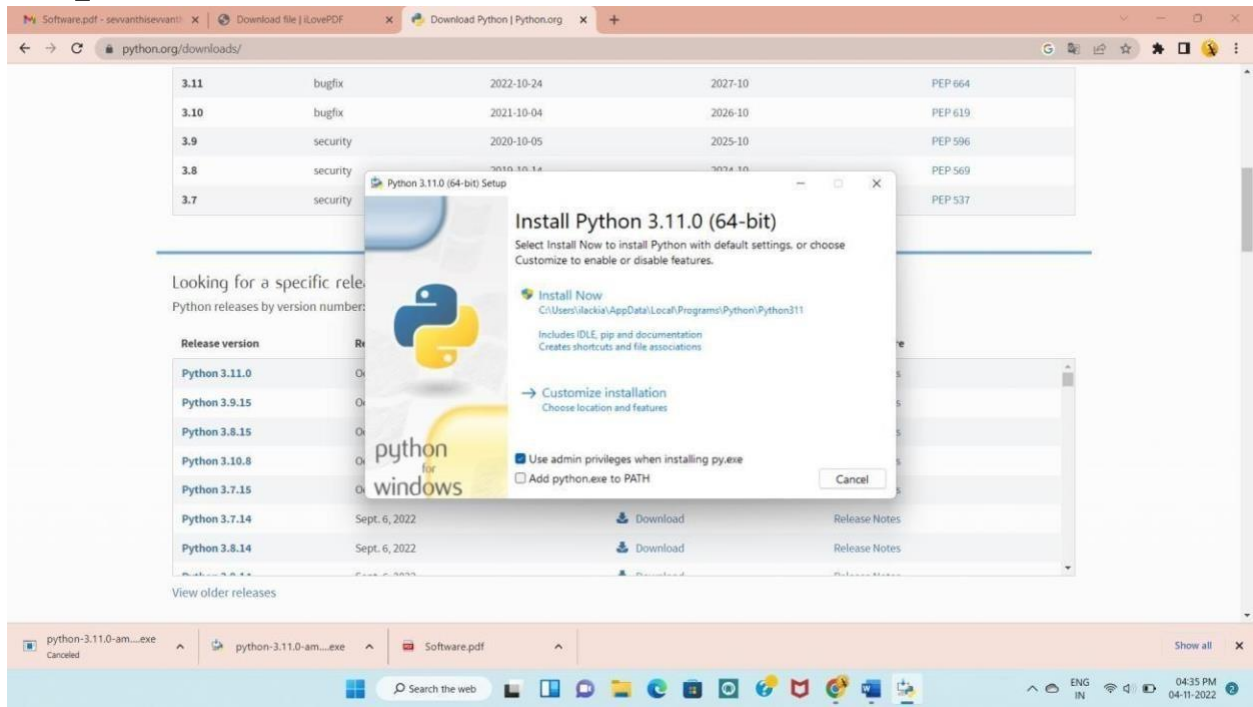 Software.pdf - sevvanthisevvanth
Download file | iLovePDF
Download Python | Python.org
python.org/downloads/
3.11 bugfix 2022-10-24 2027-10 PEP 664
3.10 bugfix 2021-10-04 2026-10 PEP 619
3.9 security 2020-10-05 2025-10 PEP 596
3.8 security 2019-10-14 2024-10 PEP 569
3.7 security PEP 537
Python 3.11.0 (64-bit) Setup
Install Python 3.11.0 (64-bit)
Select Install Now to install Python with default settings, or choose
Customize to enable or disable features.
Install Now
C:\Users\ilackia\AppData\Local\Programs\Python\Python311
Includes IDLE, pip and documentation
Creates shortcuts and file associations
Customize installation
Choose location and features
Use admin privileges when installing py.exe
Add python.exe to PATH
Cancel
python
for
windows
Looking for a specific rele
Python releases by version number:
Release version Re re
Python 3.11.0 O s
Python 3.9.15 O s
Python 3.8.15 O s
Python 3.10.8 O s
Python 3.7.15 O s
Python 3.7.14 Sept. 6, 2022 Download Release Notes
Python 3.8.14 Sept. 6, 2022 Download Release Notes
View older releases
python-3.11.0-am....exe
Canceled
python-3.11.0-am....exe
Software.pdf
Show all
Search the web
ENG
IN
04:35 PM
04-11-2022
2